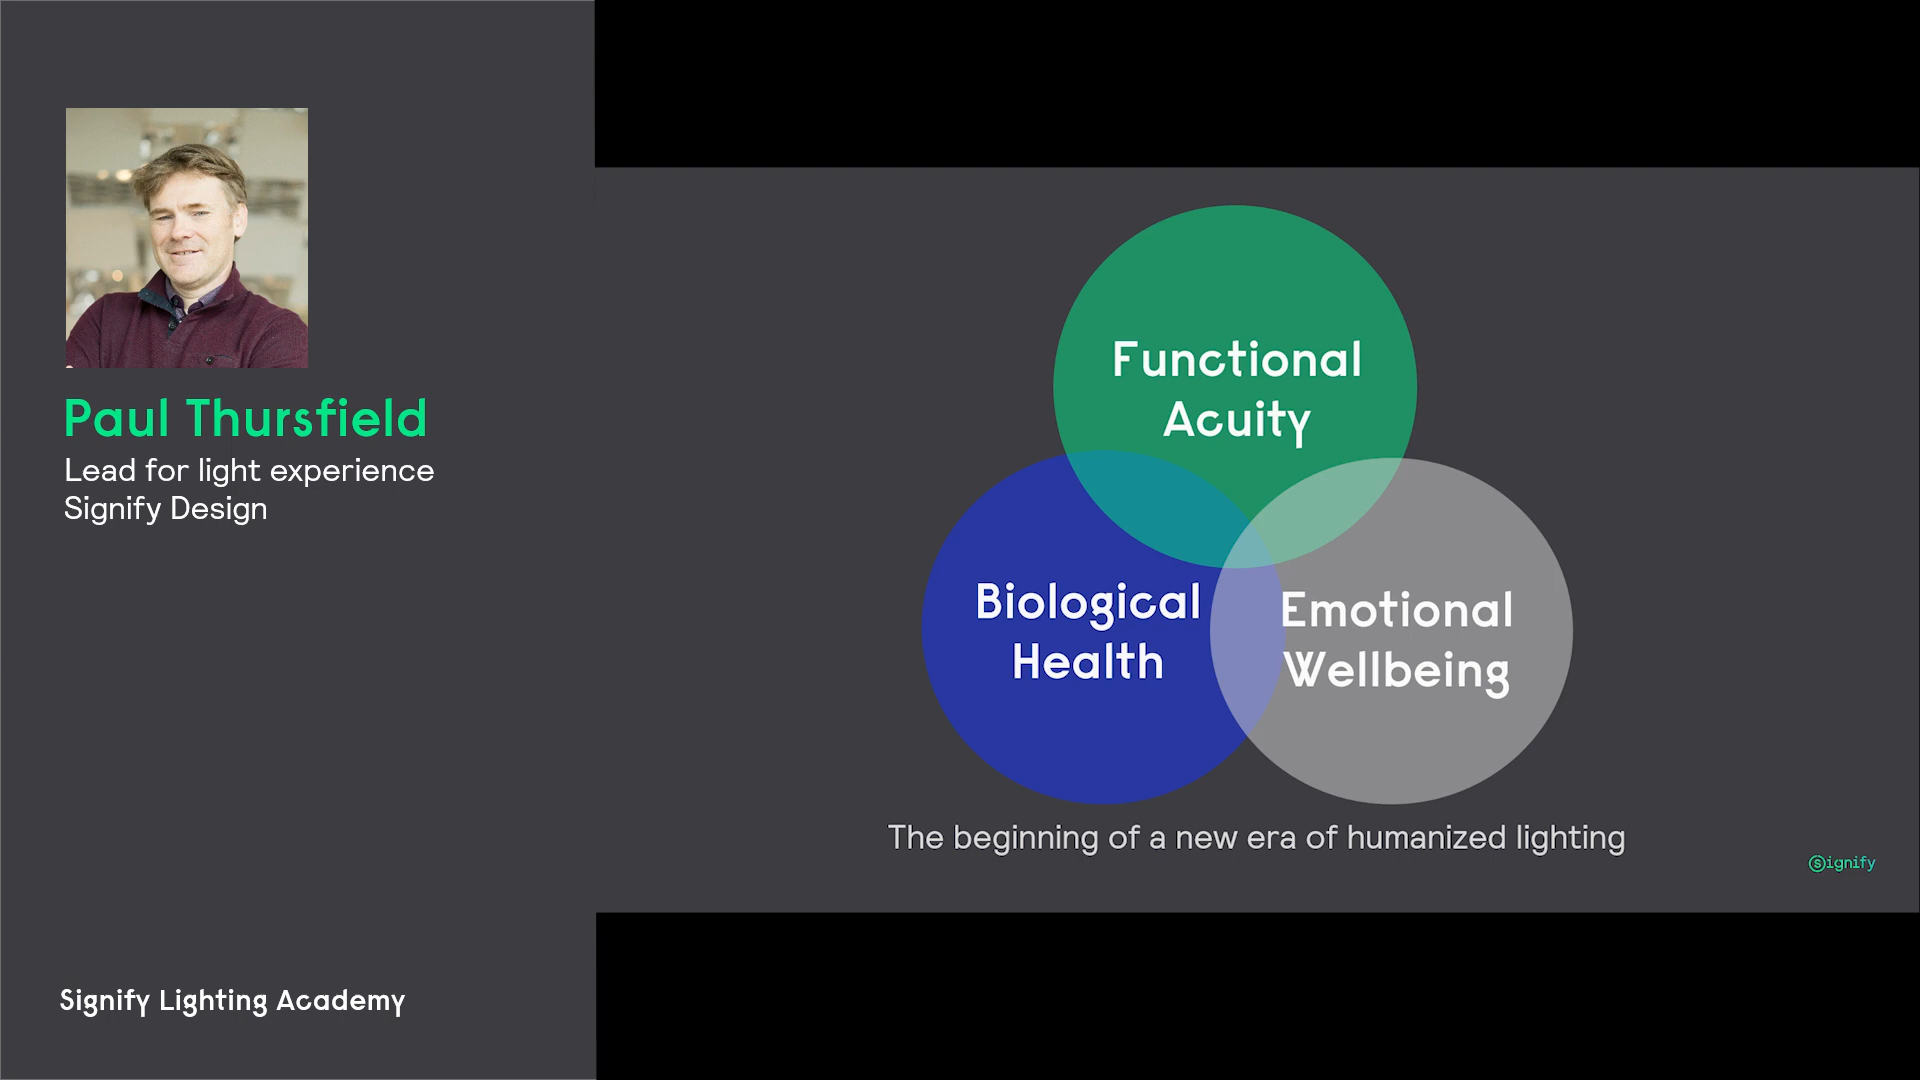 Paul Thursfield
Lead for light experience
Signify Design
Functional
Acuity
Biological
Health
Emotional
Wellbeing
The beginning of a new era of humanized lighting
Signify
Signify Lighting Academy